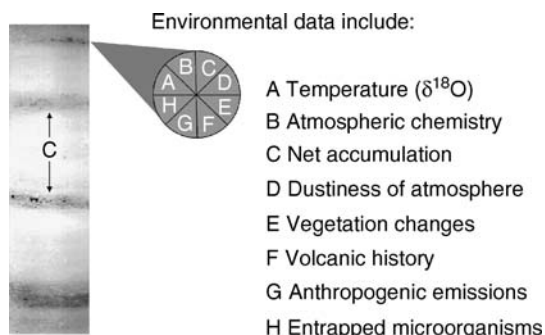 Environmental data include:
B C
A D
H E
G F
C
A Temperature (δ¹⁸O)
B Atmospheric chemistry
C Net accumulation
D Dustiness of atmosphere
E Vegetation changes
F Volcanic history
G Anthropogenic emissions
H Entrapped microorganisms